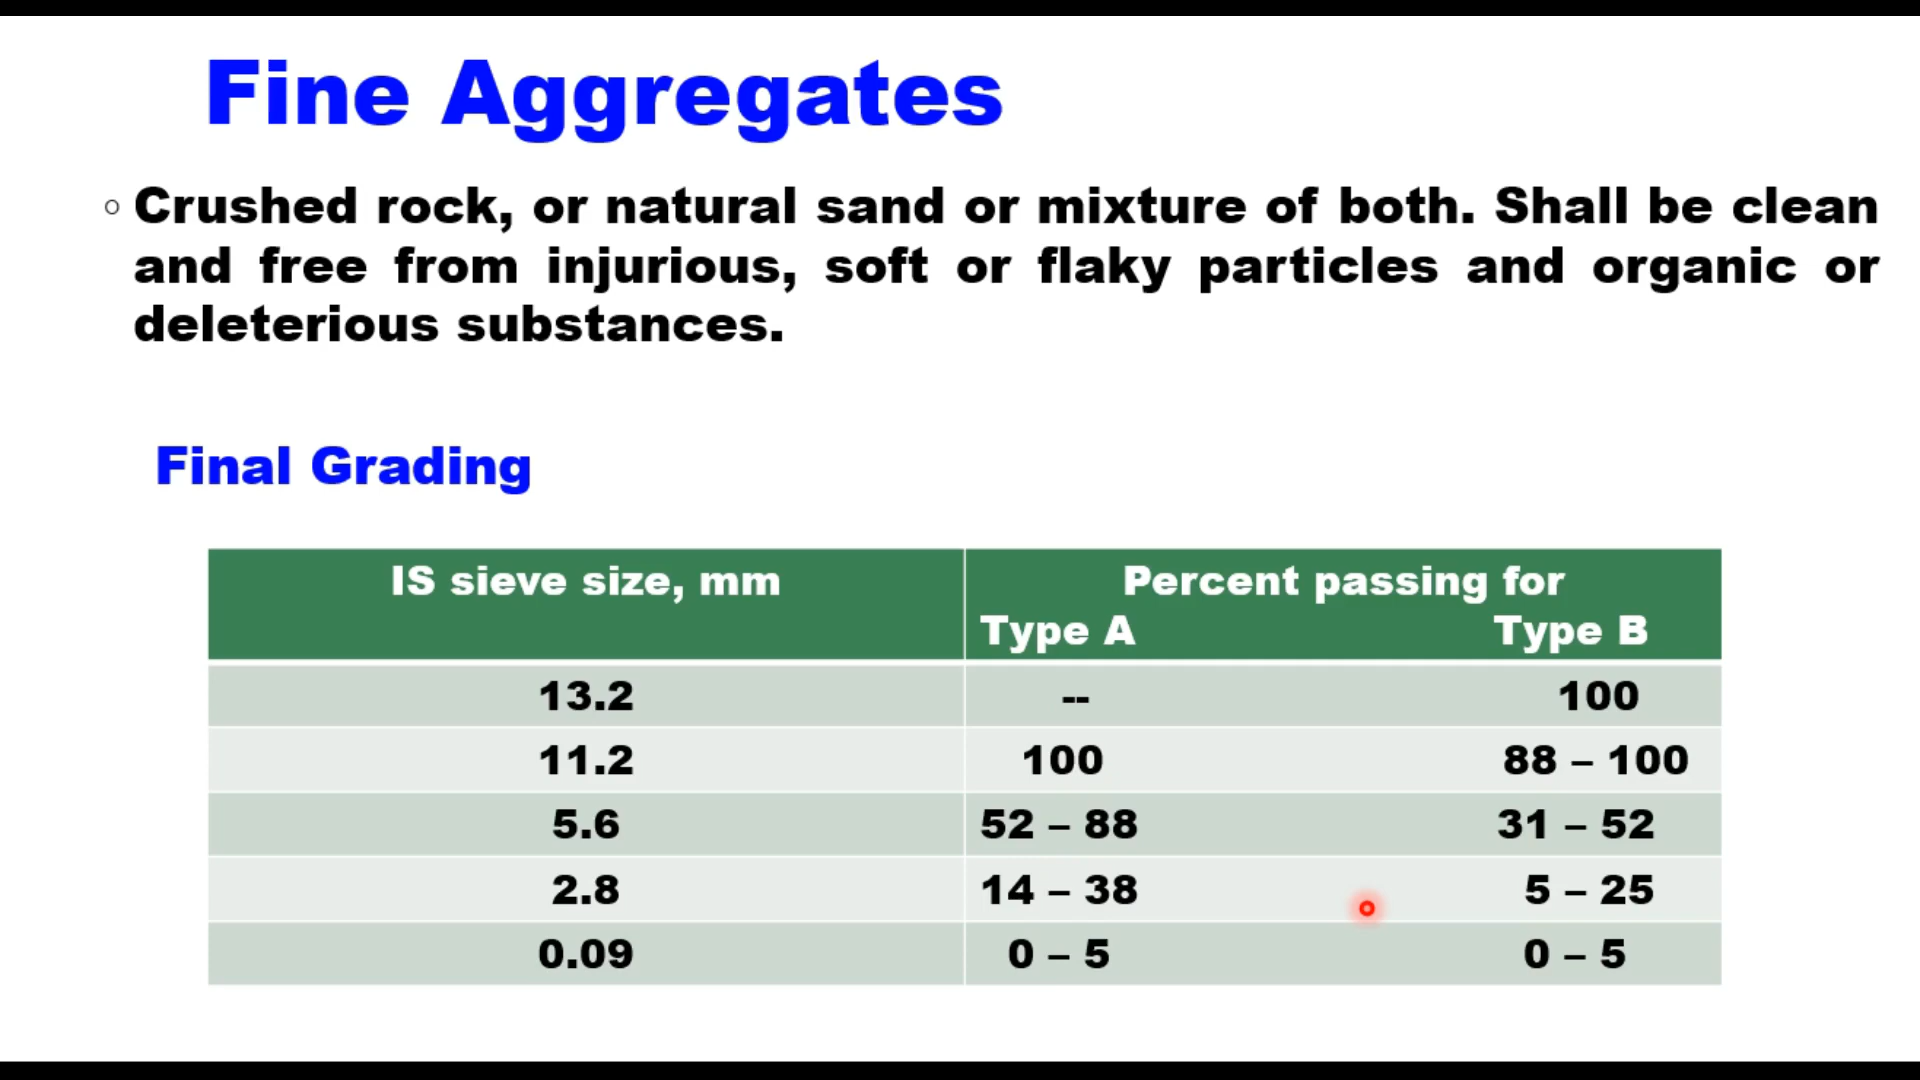 Fine Aggregates
Crushed rock, or natural sand or mixture of both. Shall be clean
and free from injurious, soft or flaky particles and organic or
deleterious substances.
Final Grading
IS sieve size, mm Percent passing for
Type A Type B
13.2 -- 100
11.2 100 88 – 100
5.6 52 – 88 31 – 52
2.8 14 – 38 5 – 25
0.09 0 – 5 0 – 5